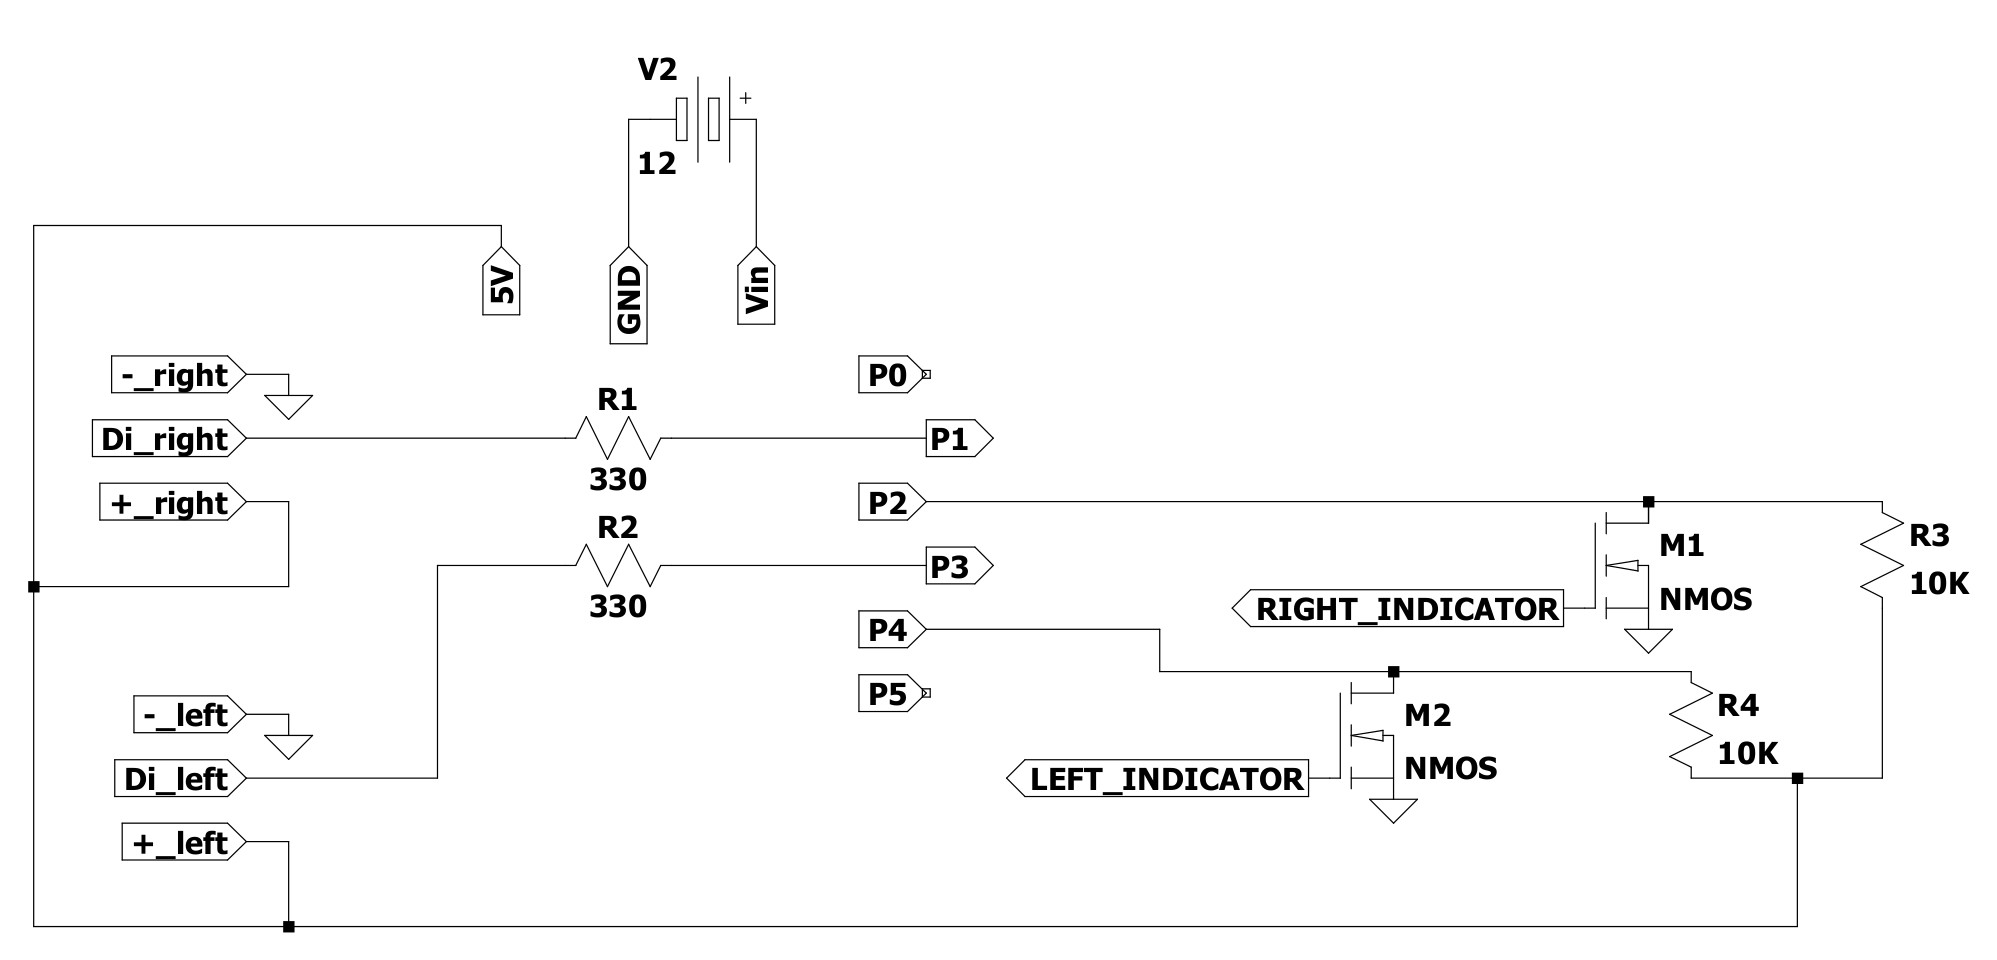 V2
+
12
5V
GND
Vin
-_right
Di_right
+_right
R1
330
R2
330
P0
P1
P2
P3
P4
P5
M1
NMOS
RIGHT_INDICATOR
R3
10K
M2
NMOS
LEFT_INDICATOR
R4
10K
-_left
Di_left
+_left